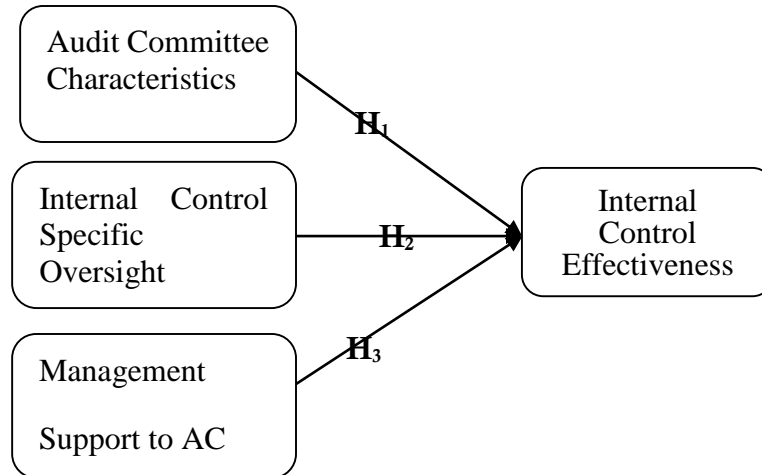 Audit Committee
Characteristics
H₁
Internal Control
Specific
Oversight
H₂
Internal
Control
Effectiveness
H₃
Management
Support to AC